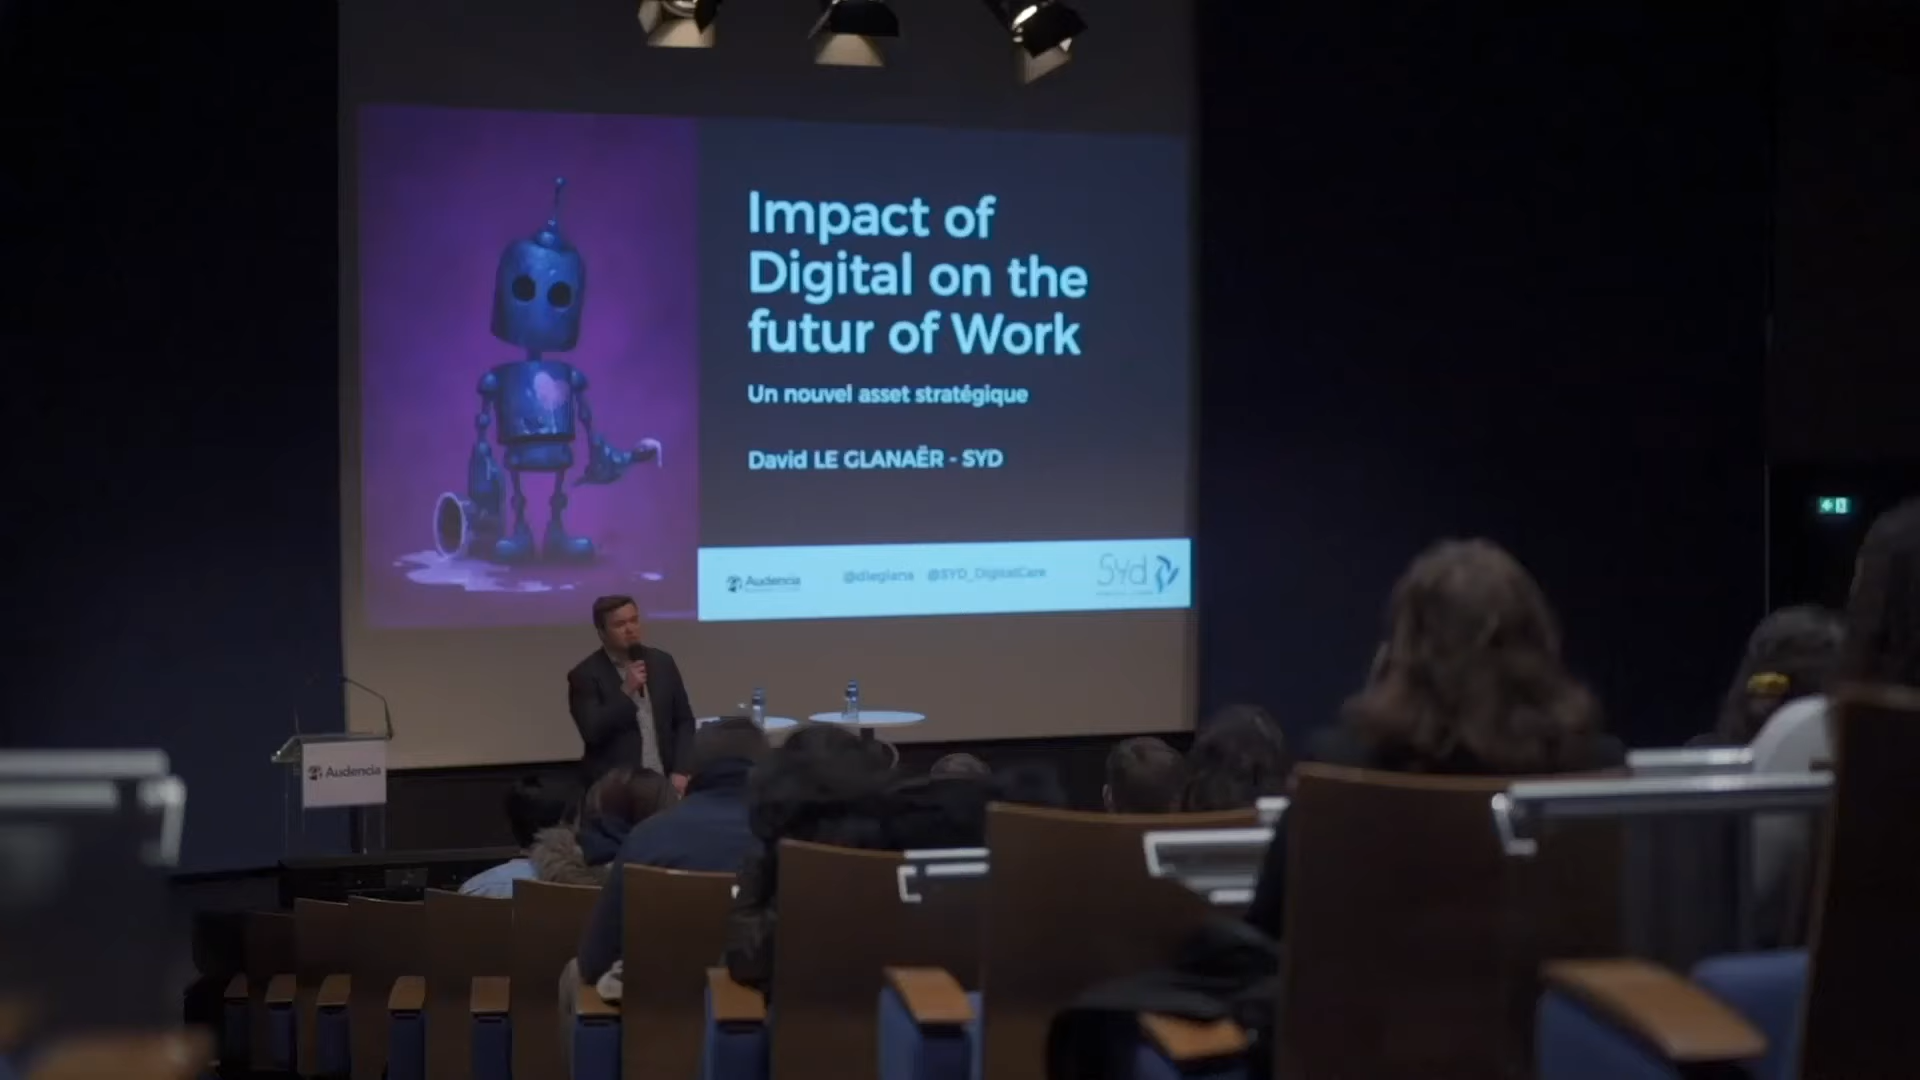 Impact of
Digital on the
futur of Work
Un nouvel asset stratégique
David LE GLANAËR - SYD
Audencia
@dleglana @SYD_DigitalCare
Syd
Audencia